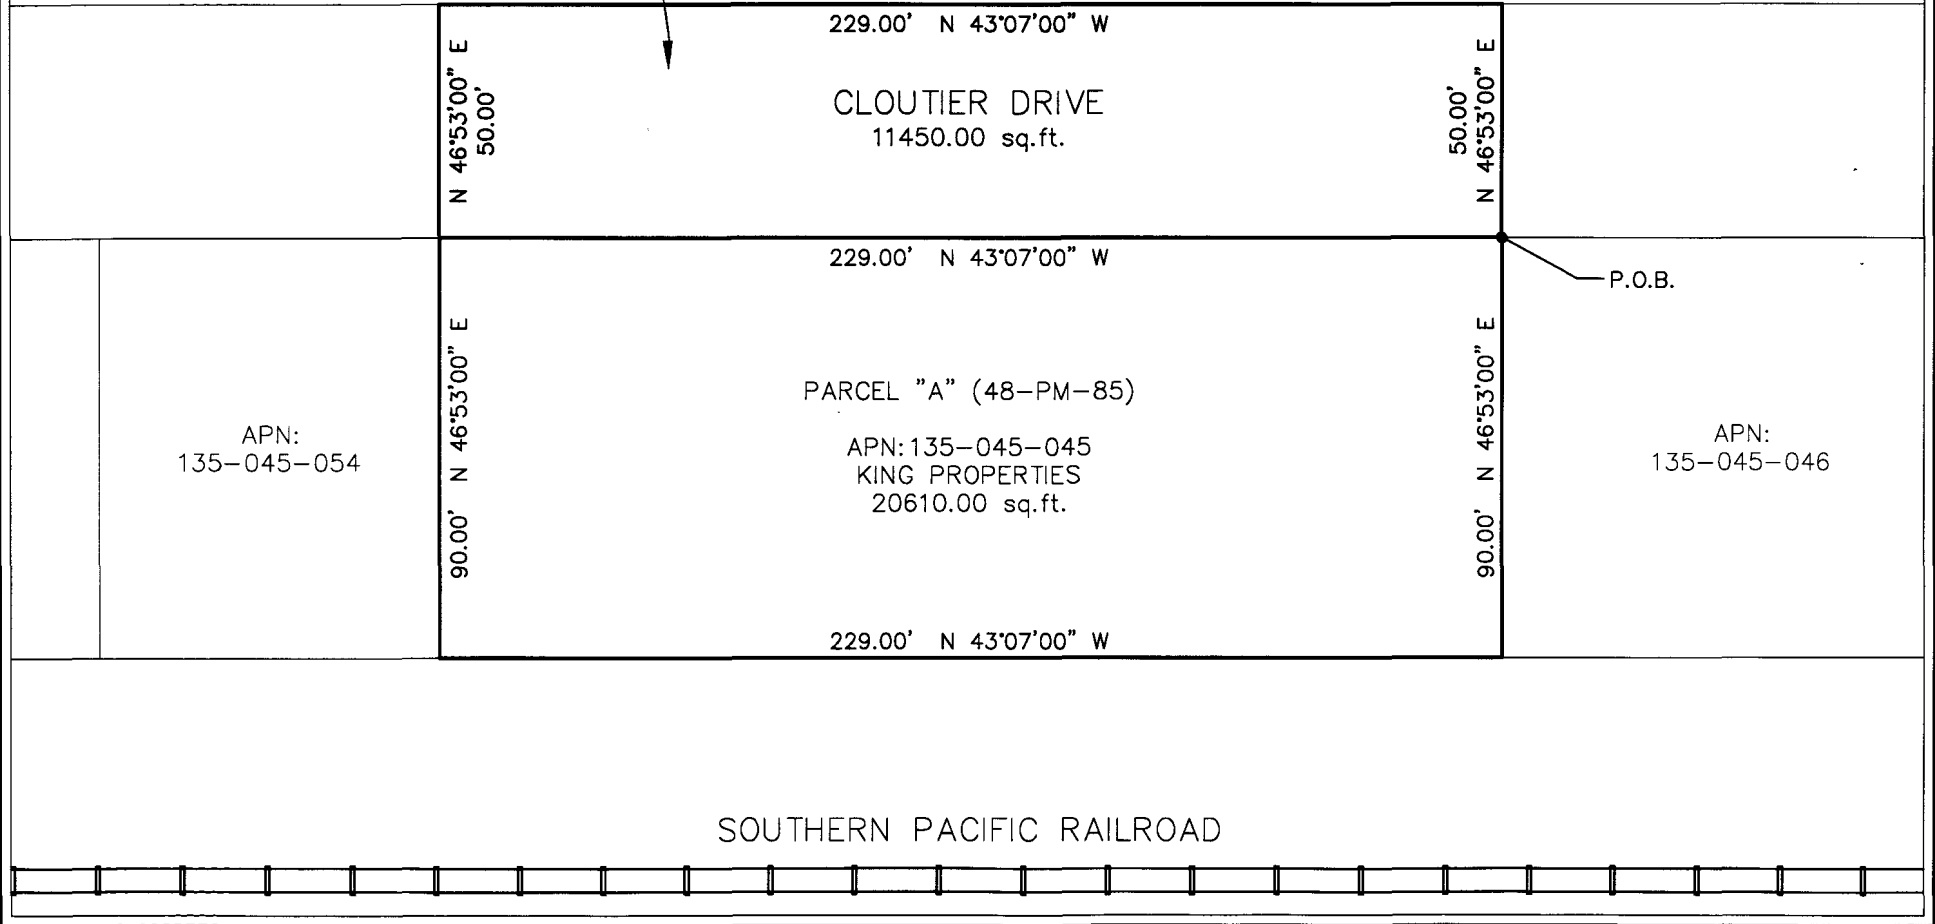 229.00' N 43°07'00" W
N 46°53'00" E
50.00'
CLOUTIER DRIVE
11450.00 sq.ft.
50.00'
N 46°53'00" E
229.00' N 43°07'00" W
P.O.B.
90.00' N 46°53'00" E
PARCEL "A" (48-PM-85)
APN:135-045-045
KING PROPERTIES
20610.00 sq.ft.
90.00' N 46°53'00" E
APN:
135-045-054
APN:
135-045-046
229.00' N 43°07'00" W
SOUTHERN PACIFIC RAILROAD